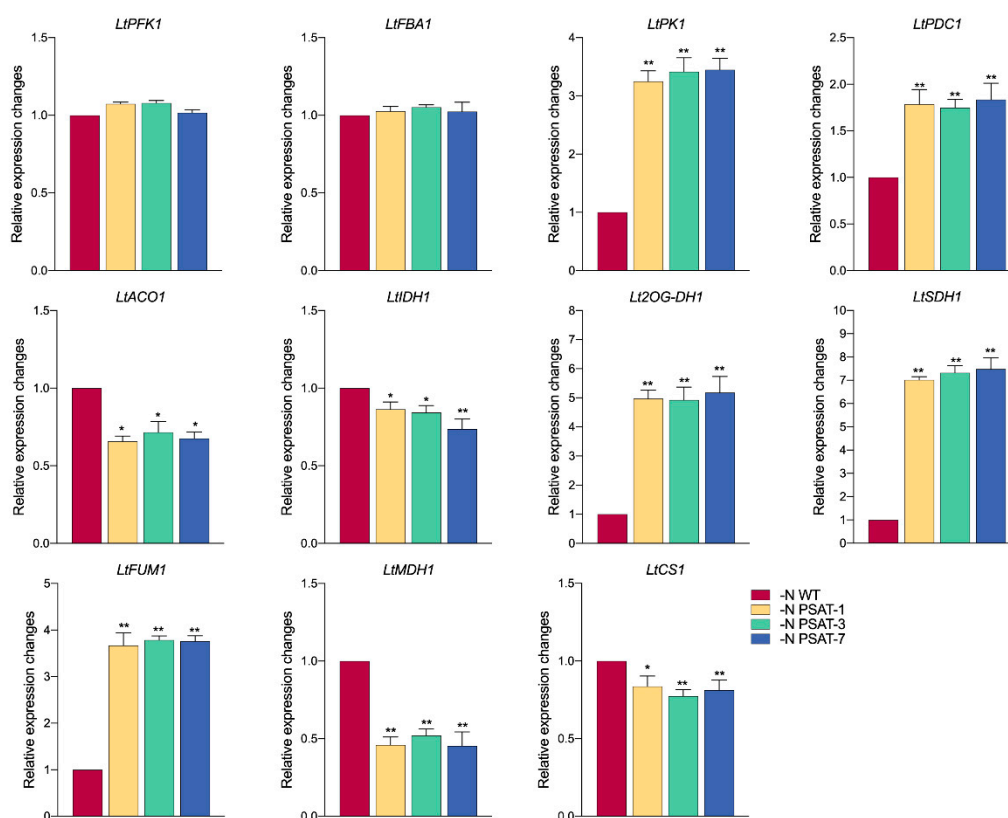 LtPFK1
Relative expression changes
1.5
1.0
0.5
0.0
LtFBA1
Relative expression changes
1.5
1.0
0.5
0.0
LtPK1
Relative expression changes
4
3
2
1
0
** ** **
LtPDC1
Relative expression changes
2.5
2.0
1.5
1.0
0.5
0.0
** ** **
LtACO1
Relative expression changes
1.5
1.0
0.5
0.0
* * *
LtIDH1
Relative expression changes
1.5
1.0
0.5
0.0
* * **
Lt2OG-DH1
Relative expression changes
8
7
6
5
4
3
2
1
0
** ** **
LtSDH1
Relative expression changes
10
9
8
7
6
5
4
3
2
1
0
** ** **
LtFUM1
Relative expression changes
5
4
3
2
1
0
** ** **
LtMDH1
Relative expression changes
1.5
1.0
0.5
0.0
** ** **
LtCS1
Relative expression changes
1.5
1.0
0.5
0.0
* ** **
-N WT
-N PSAT-1
-N PSAT-3
-N PSAT-7